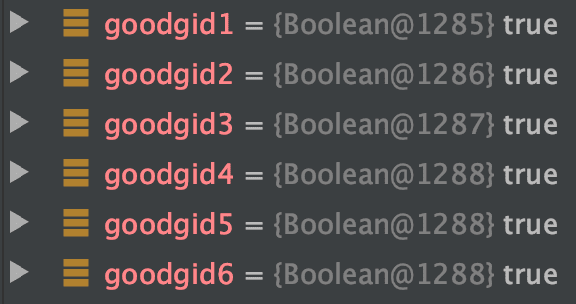 goodgid1 = {Boolean@1285} true
goodgid2 = {Boolean@1286} true
goodgid3 = {Boolean@1287} true
goodgid4 = {Boolean@1288} true
goodgid5 = {Boolean@1288} true
goodgid6 = {Boolean@1288} true